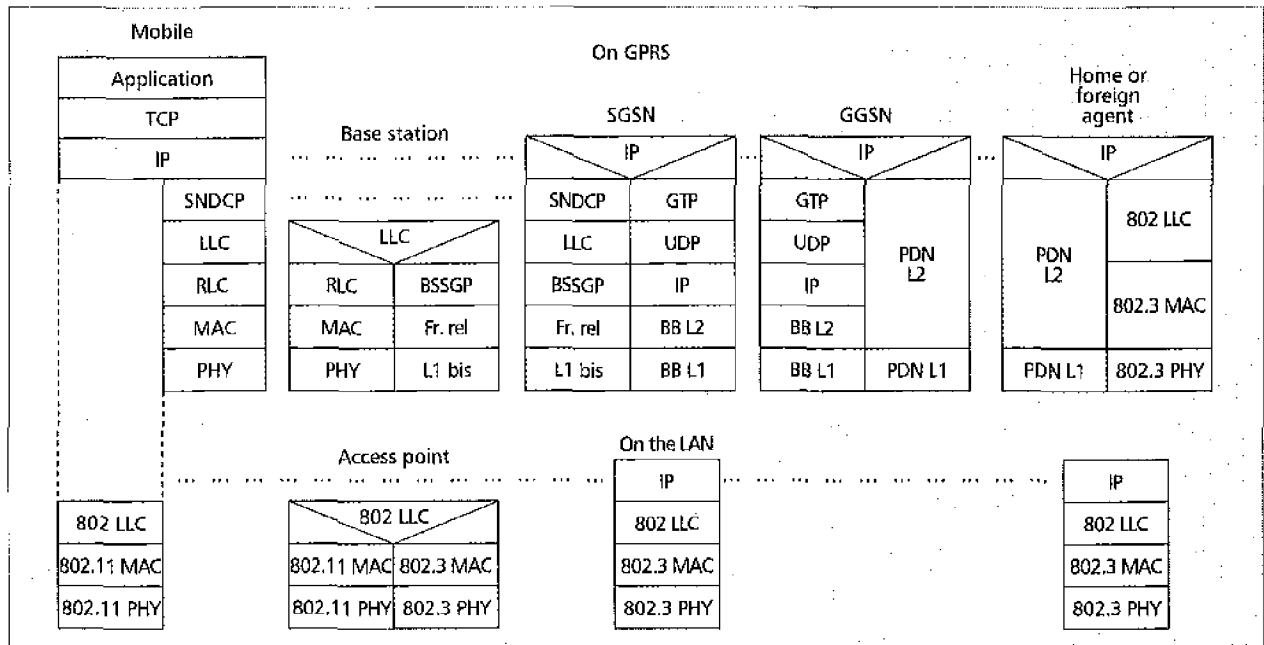 Mobile
On GPRS
Application
Home or
foreign
agent
TCP
SGSN
GGSN
Base station
IP
IP
IP
IP
SNDCP
SNDCP
GTP
GTP
802 LLC
LLC
LLC
LLC
UDP
UDP
PDN
L2
PDN
L2
RLC
RLC
BSSGP
BSSGP
IP
IP
802.3 MAC
MAC
MAC
Fr. rel
Fr. rel
BB L2
BB L2
PHY
PHY
L1 bis
L1 bis
BB L1
BB L1
PDN L1
PDN L1
802.3 PHY
Access point
On the LAN
IP
IP
802 LLC
802 LLC
802 LLC
802 LLC
802.11 MAC
802.11 MAC
802.3 MAC
802.3 MAC
802.3 MAC
802.11 PHY
802.11 PHY
802.3 PHY
802.3 PHY
802.3 PHY